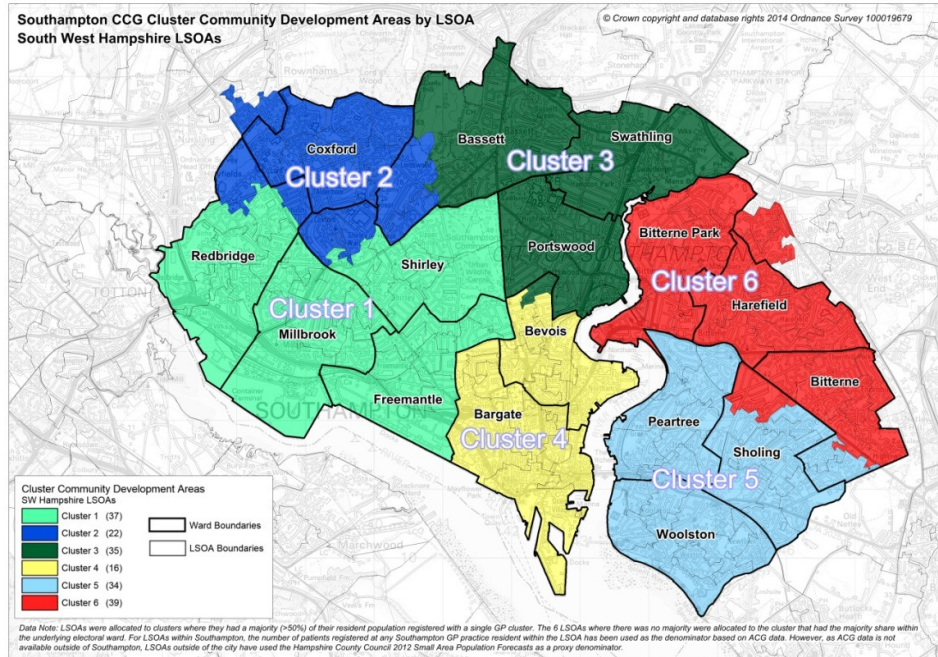 Southampton CCG Cluster Community Development Areas by LSOA
South West Hampshire LSOAs
© Crown copyright and database rights 2014 Ordnance Survey 100019679
Rownhams
Coxford
Cluster 2
Bassett
Swathling
Cluster 3
Redbridge
Shirley
Portswood
Bitterne Park
Cluster 6
Harefield
TOTTON
Cluster 1
Millbrook
Bevois
Bitterne
Freemantle
SOUTHAMPTON
Bargate
Cluster 4
Peartree
Sholing
Cluster 5
Woolston
Marchwood
Cluster Community Development Areas
SW Hampshire LSOAs
Cluster 1 (37)
Cluster 2 (22)
Cluster 3 (35)
Cluster 4 (16)
Cluster 5 (34)
Cluster 6 (39)
Ward Boundaries
LSOA Boundaries
Data Note: LSOAs were allocated to clusters where they had a majority (>50%) of their resident population registered with a single GP cluster. The 6 LSOAs where there was no majority were allocated to the cluster that had the majority share within
the underlying electoral ward. For LSOAs within Southampton, the number of patients registered at any Southampton GP practice resident within the LSOA has been used as the denominator based on ACG data. However, as ACG data is not
available outside of Southampton, LSOAs outside of the city have used the Hampshire County Council 2012 Small Area Population Forecasts as a proxy denominator.